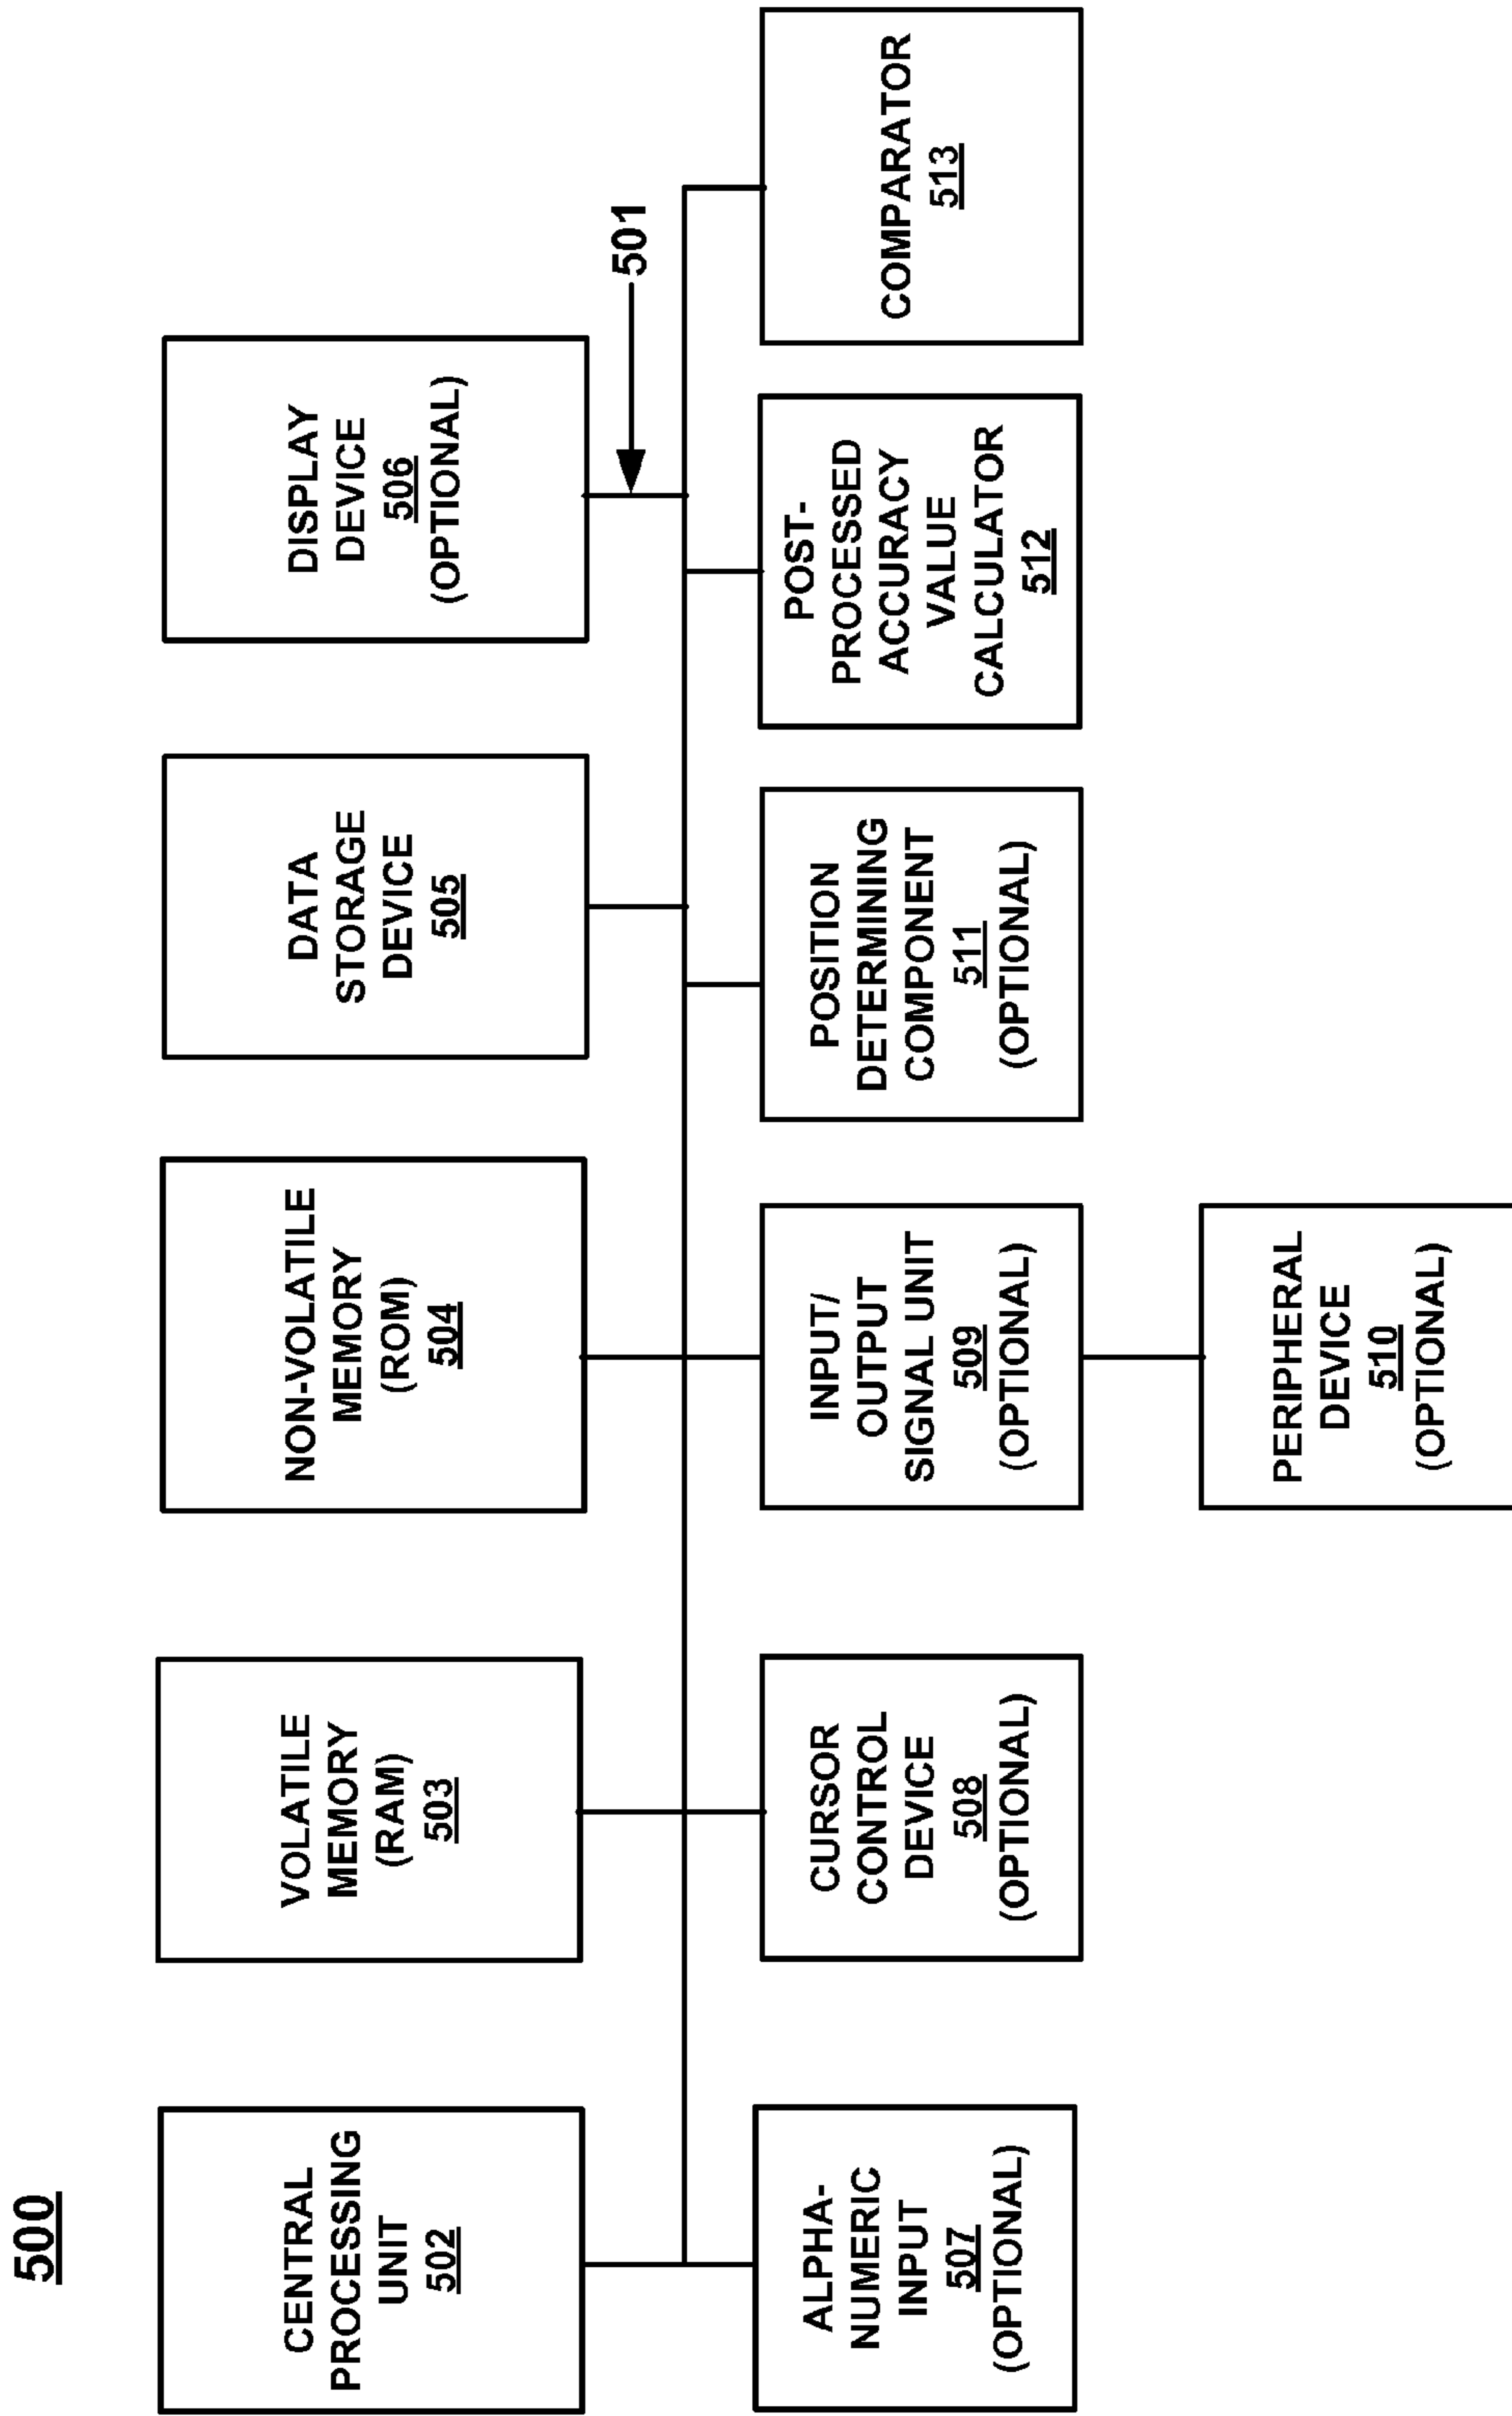 500
CENTRAL
PROCESSING
UNIT
502
VOLATILE
MEMORY
(RAM)
503
NON-VOLATILE
MEMORY
(ROM)
504
DATA
STORAGE
DEVICE
505
DISPLAY
DEVICE
506
(OPTIONAL)
501
ALPHA-
NUMERIC
INPUT
507
(OPTIONAL)
CURSOR
CONTROL
DEVICE
508
(OPTIONAL)
INPUT/
OUTPUT
SIGNAL UNIT
509
(OPTIONAL)
POSITION
DETERMINING
COMPONENT
511
(OPTIONAL)
POST-
PROCESSED
ACCURACY
VALUE
CALCULATOR
512
COMPARATOR
513
PERIPHERAL
DEVICE
510
(OPTIONAL)